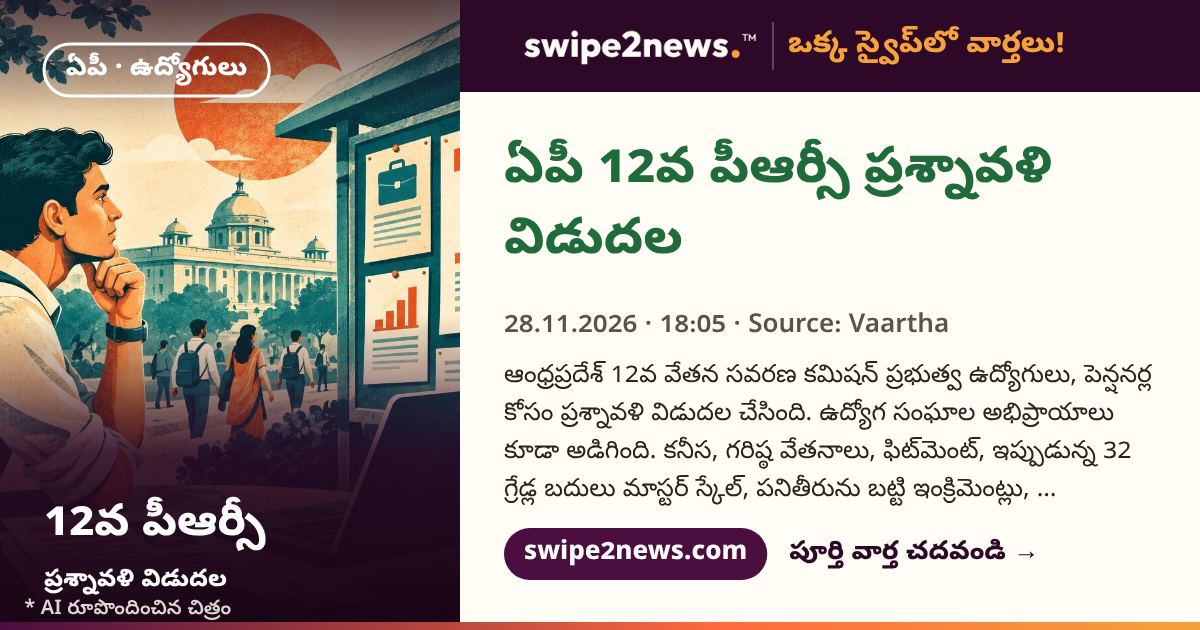 ఏపీ · ఉద్యోగులు
12వ పీఆర్సీ
ప్రశ్నావళి విడుదల
* AI రూపొందించిన చిత్రం
swipe2news.™
ఒక్క స్వైప్‌లో వార్తలు!
ఏపీ 12వ పీఆర్సీ ప్రశ్నావళి
విడుదల
28.11.2026 · 18:05 · Source: Vaartha
ఆంధ్రప్రదేశ్ 12వ వేతన సవరణ కమిషన్ ప్రభుత్వ ఉద్యోగులు, పెన్షనర్ల
కోసం ప్రశ్నావళి విడుదల చేసింది. ఉద్యోగ సంఘాల అభిప్రాయాలు
కూడా అడిగింది. కనీస, గరిష్ఠ వేతనాలు, ఫిట్‌మెంట్, ఇప్పుడున్న 32
గ్రేడ్ల బదులు మాస్టర్ స్కేల్, పనితీరును బట్టి ఇంక్రిమెంట్లు, ...
swipe2news.com
పూర్తి వార్త చదవండి →